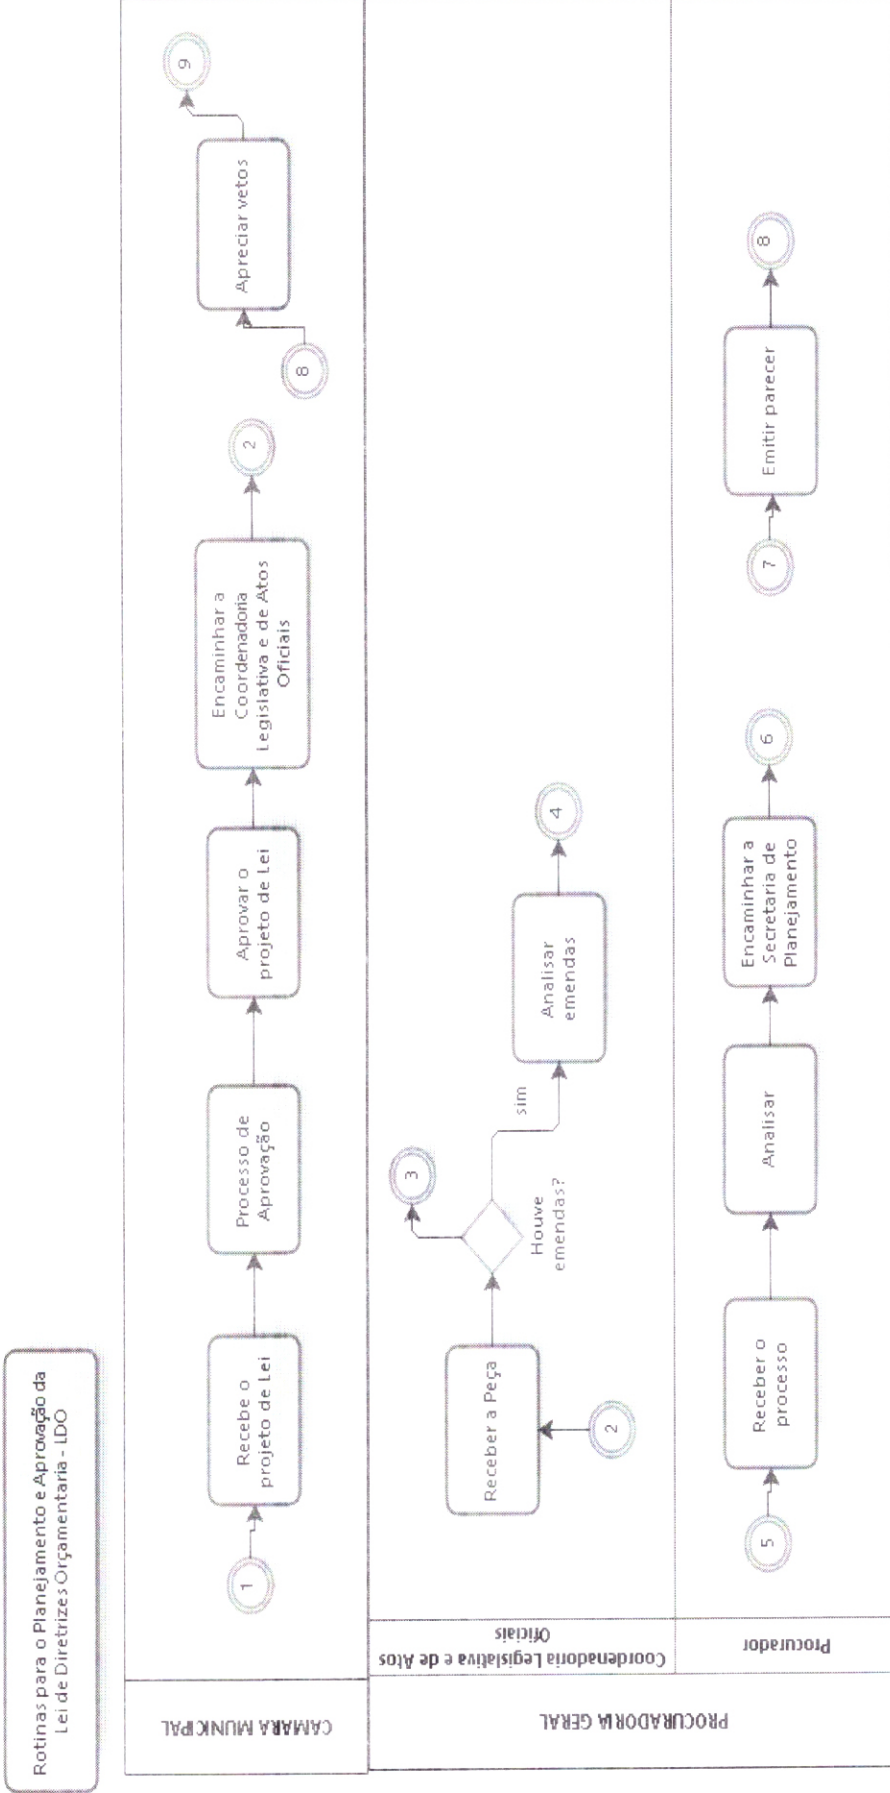 Rotinas para o Planejamento e Aprovação da
Lei de Diretrizes Orçamentaria - LDO
CAMARA MUNICIPAL
1
Recebe o
projeto de Lei
Processo de
Aprovação
Aprovar o
projeto de Lei
Encaminhar a
Coordenadoria
Legislativa e de Atos
Oficiais
2
8
Apreciar vetos
9
PROCURADORIA GERAL
Coordenadoria Legislativa e de Atos
Oficiais
2
Receber a Peça
Houve
emendas?
3
sim
Analisar
emendas
4
Procurador
5
Receber o
processo
Analisar
Encaminhar a
Secretaria de
Planejamento
6
7
Emitir parecer
8